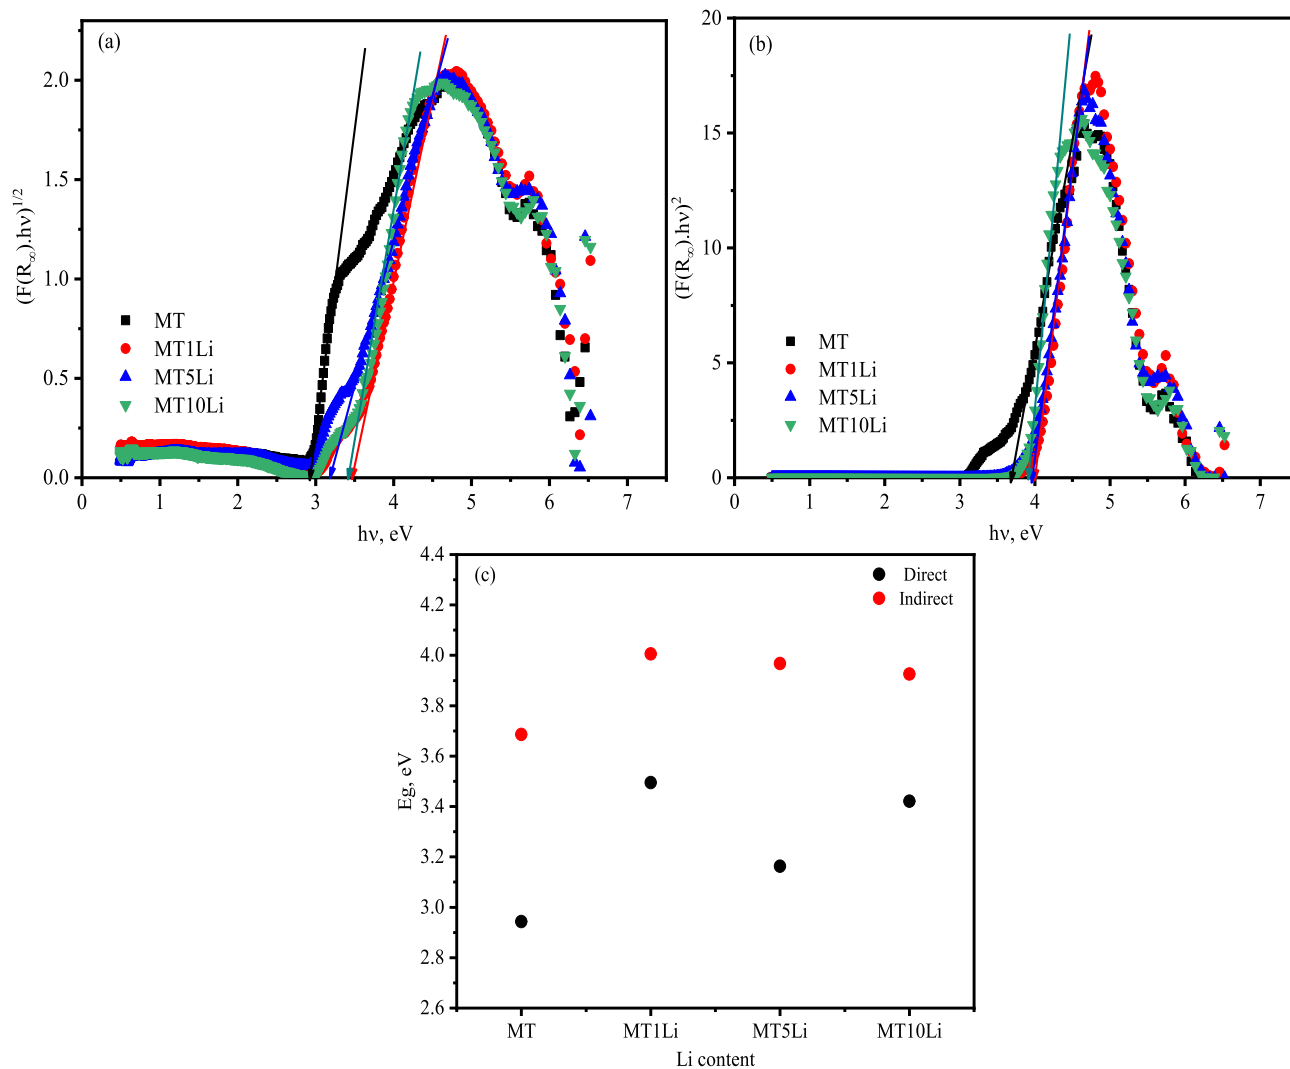 (a)
(F(R∞).hν)^1/2
2.0
1.5
1.0
0.5
0.0
MT
MT1Li
MT5Li
MT10Li
0 1 2 3 4 5 6 7
hν, eV
(b)
(F(R∞).hν)^2
20
15
10
5
0
MT
MT1Li
MT5Li
MT10Li
0 1 2 3 4 5 6 7
hν, eV
(c)
Direct
Indirect
Eg, eV
4.4
4.2
4.0
3.8
3.6
3.4
3.2
3.0
2.8
2.6
MT MT1Li MT5Li MT10Li
Li content